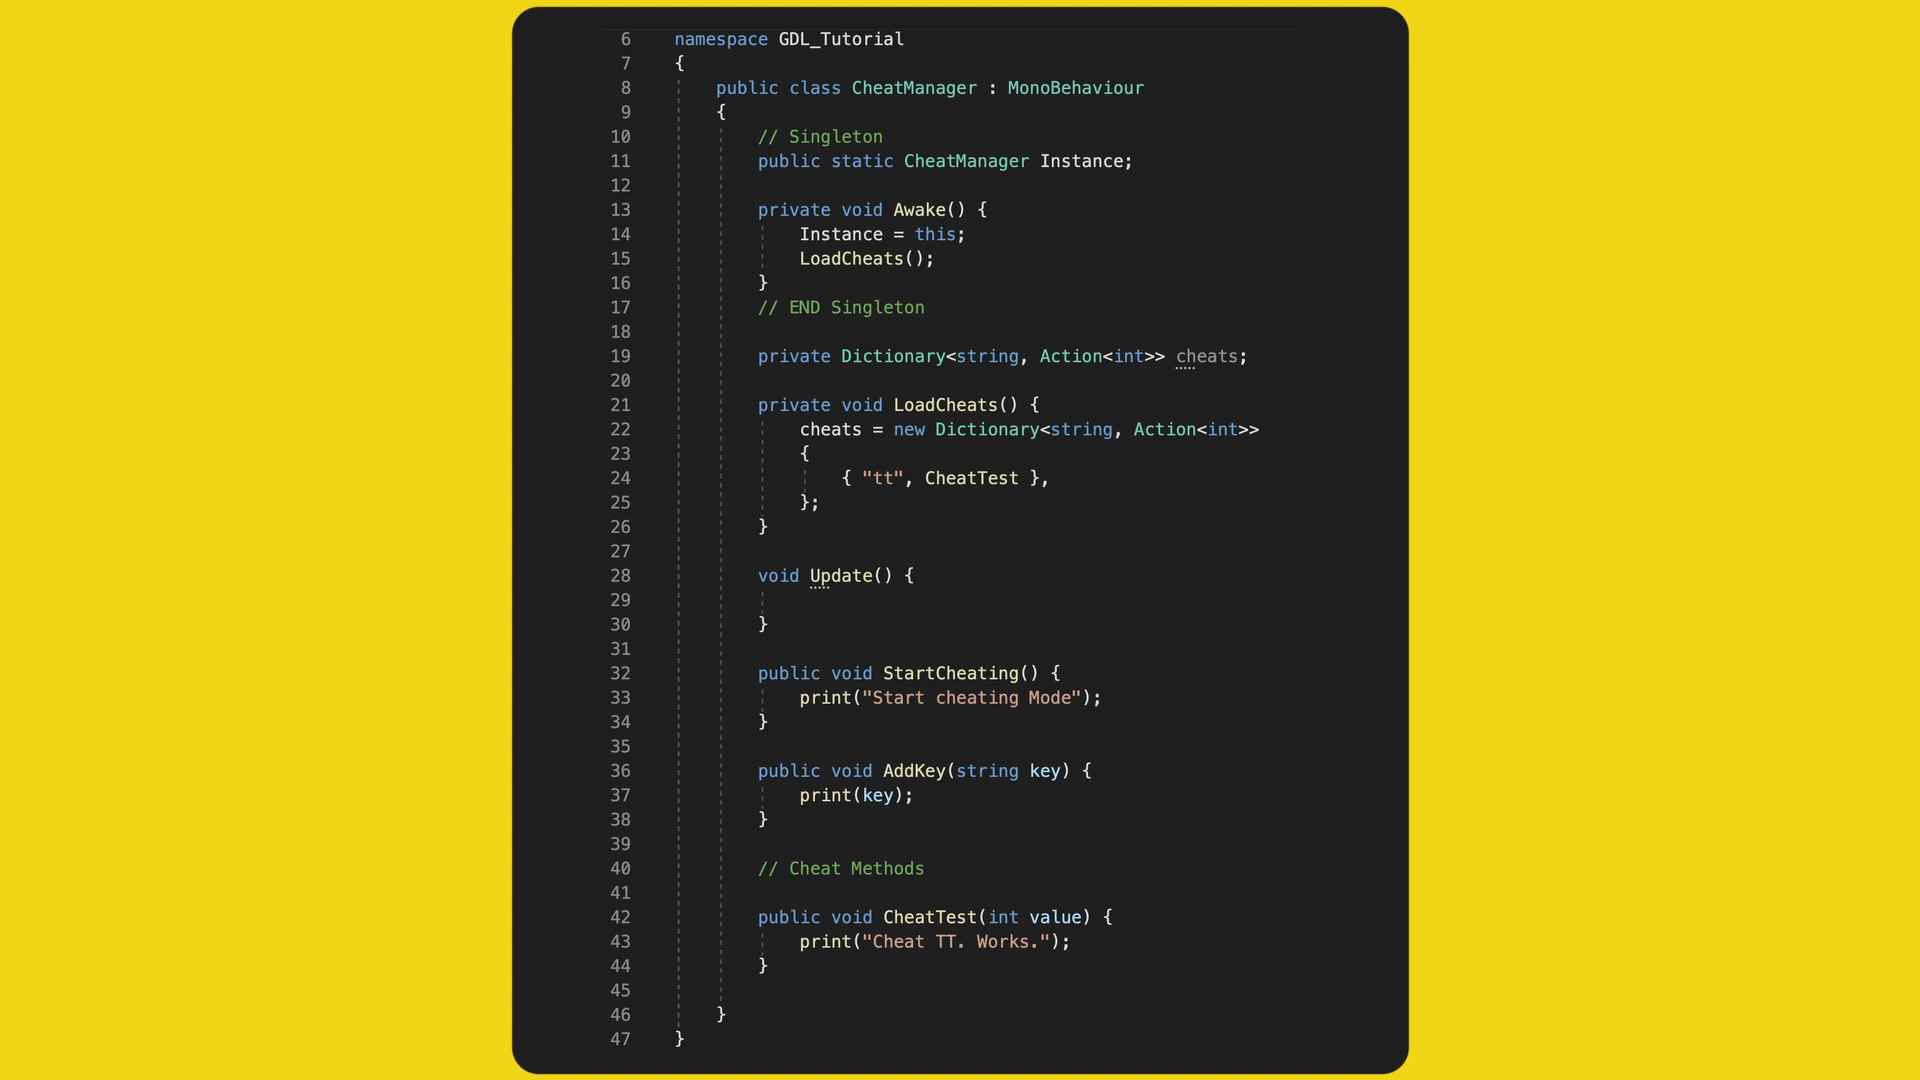 6 namespace GDL_Tutorial
7 {
8 public class CheatManager : MonoBehaviour
9 {
10 // Singleton
11 public static CheatManager Instance;
12
13 private void Awake() {
14 Instance = this;
15 LoadCheats();
16 }
17 // END Singleton
18
19 private Dictionary<string, Action<int>> cheats;
20
21 private void LoadCheats() {
22 cheats = new Dictionary<string, Action<int>>
23 {
24 { "tt", CheatTest },
25 };
26 }
27
28 void Update() {
29
30 }
31
32 public void StartCheating() {
33 print("Start cheating Mode");
34 }
35
36 public void AddKey(string key) {
37 print(key);
38 }
39
40 // Cheat Methods
41
42 public void CheatTest(int value) {
43 print("Cheat TT. Works.");
44 }
45
46 }
47 }